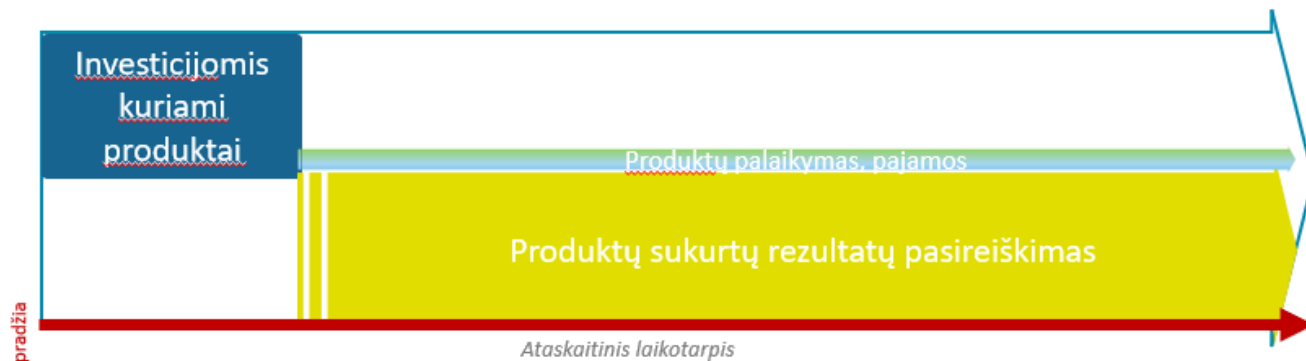 Investicijomis
kuriami
produktai
Produktų palaikymas, pajamos
Produktų sukurtų rezultatų pasireiškimas
pradžia
Ataskaitinis laikotarpis